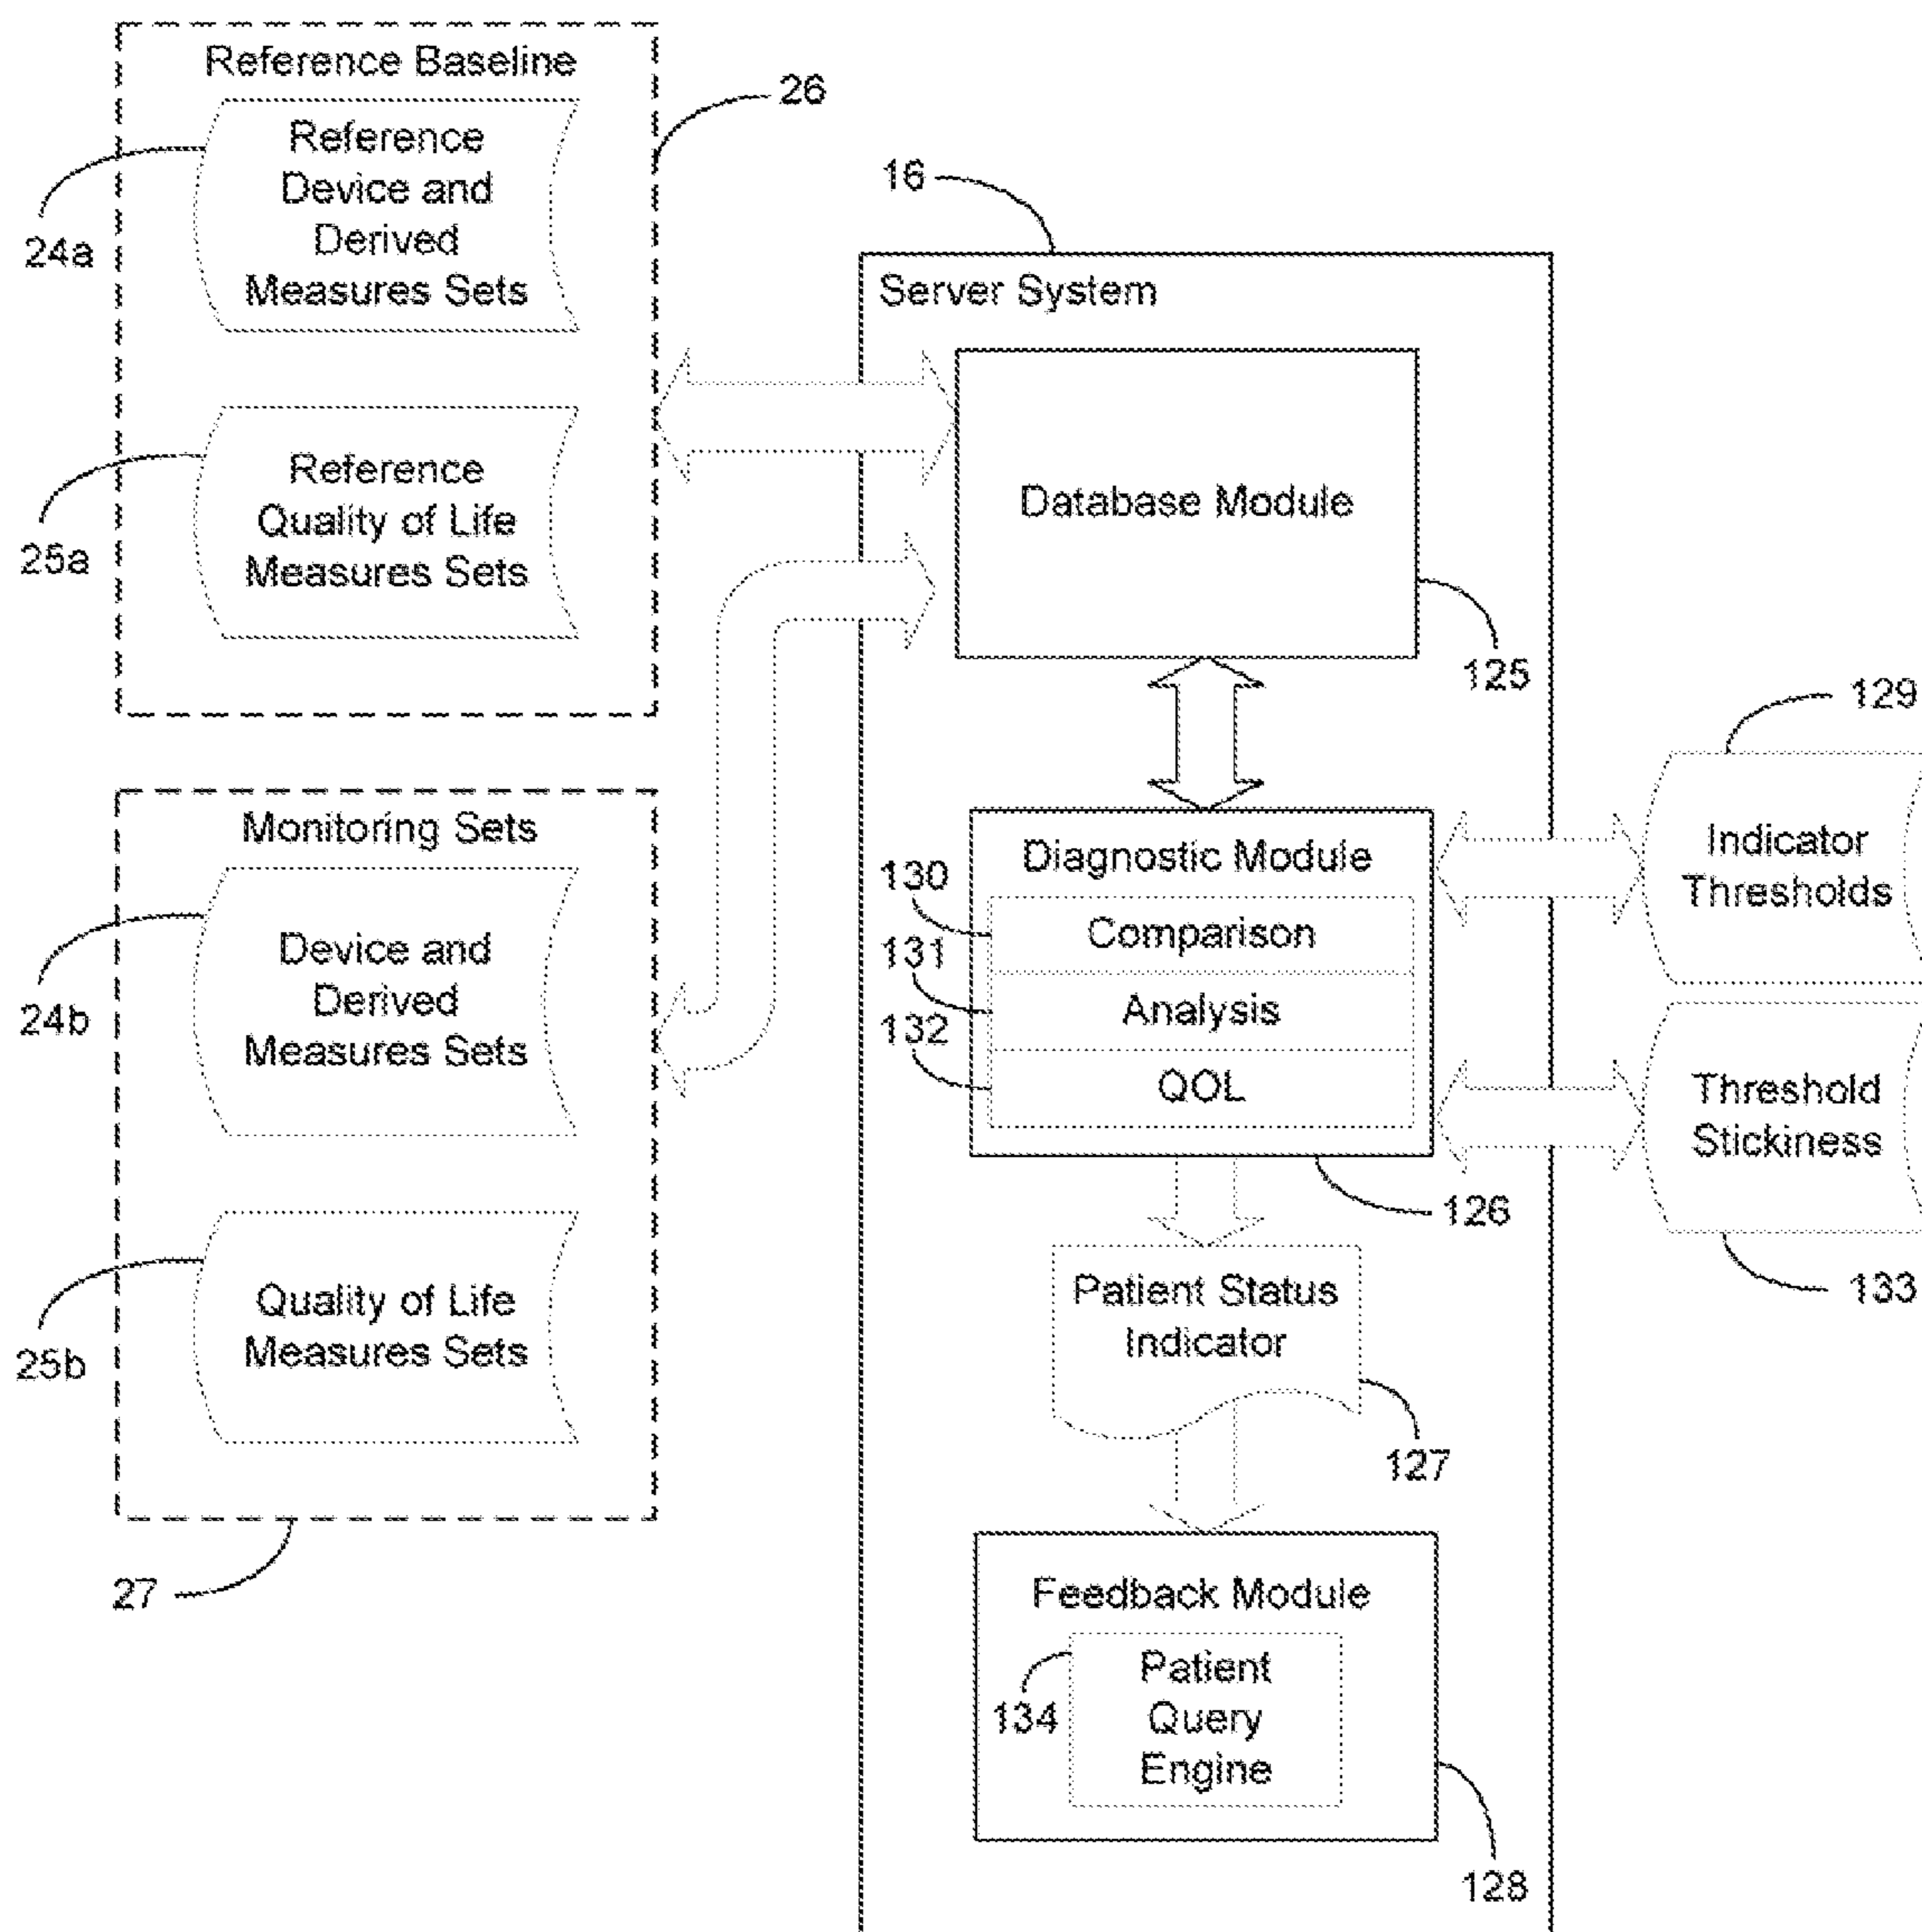 Reference Baseline
26
Reference
Device and
Derived
Measures Sets
24a
Reference
Quality of Life
Measures Sets
25a
Monitoring Sets
Device and
Derived
Measures Sets
24b
Quality of Life
Measures Sets
25b
27
16
Server System
Database Module
125
Diagnostic Module
130
Comparison
131
Analysis
132
QOL
126
129
Indicator
Thresholds
Threshold
Stickiness
133
Patient Status
Indicator
127
Feedback Module
134
Patient
Query
Engine
128